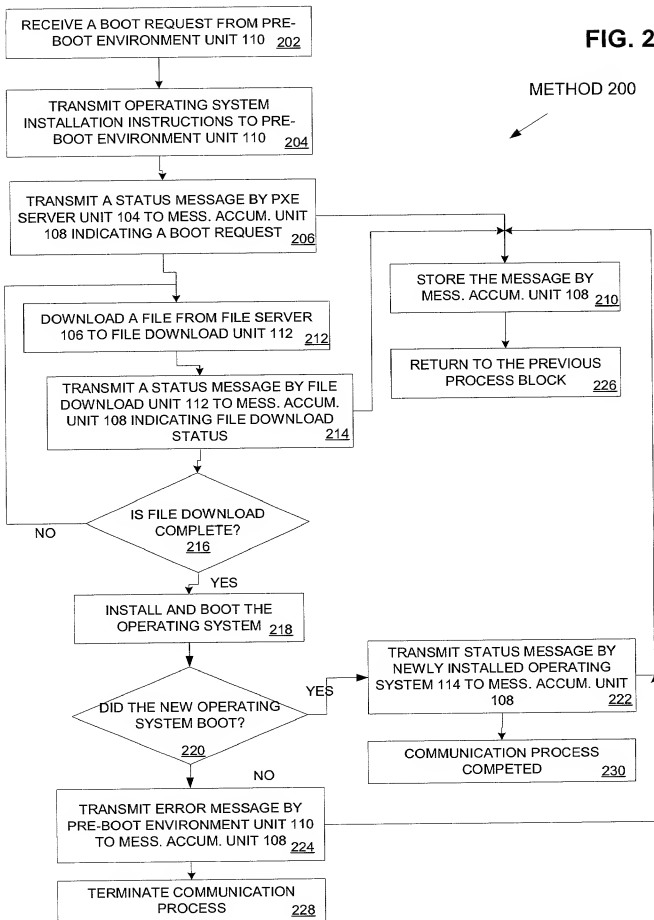 RECEIVE A BOOT REQUEST FROM PRE-
BOOT ENVIRONMENT UNIT 110 202
FIG. 2
METHOD 200
TRANSMIT OPERATING SYSTEM
INSTALLATION INSTRUCTIONS TO PRE-
BOOT ENVIRONMENT UNIT 110 204
TRANSMIT A STATUS MESSAGE BY PXE
SERVER UNIT 104 TO MESS. ACCUM. UNIT
108 INDICATING A BOOT REQUEST 206
STORE THE MESSAGE BY
MESS. ACCUM. UNIT 108 210
DOWNLOAD A FILE FROM FILE SERVER
106 TO FILE DOWNLOAD UNIT 112 212
RETURN TO THE PREVIOUS
PROCESS BLOCK
226
TRANSMIT A STATUS MESSAGE BY FILE
DOWNLOAD UNIT 112 TO MESS. ACCUM.
UNIT 108 INDICATING FILE DOWNLOAD
STATUS 214
IS FILE DOWNLOAD
COMPLETE?
216
NO
YES
INSTALL AND BOOT THE
OPERATING SYSTEM 218
DID THE NEW OPERATING
SYSTEM BOOT?
220
YES
TRANSMIT STATUS MESSAGE BY
NEWLY INSTALLED OPERATING
SYSTEM 114 TO MESS. ACCUM. UNIT
108 222
COMMUNICATION PROCESS
COMPETED 230
NO
TRANSMIT ERROR MESSAGE BY
PRE-BOOT ENVIRONMENT UNIT 110
TO MESS. ACCUM. UNIT 108 224
TERMINATE COMMUNICATION
PROCESS 228